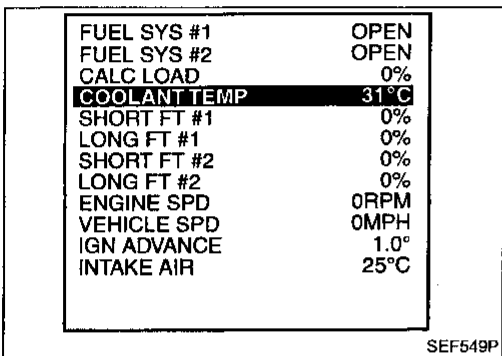 FUEL SYS #1 OPEN
FUEL SYS #2 OPEN
CALC LOAD 0%
COOLANT TEMP 31°C
SHORT FT #1 0%
LONG FT #1 0%
SHORT FT #2 0%
LONG FT #2 0%
ENGINE SPD 0RPM
VEHICLE SPD 0MPH
IGN ADVANCE 1.0°
INTAKE AIR 25°C
SEF549P